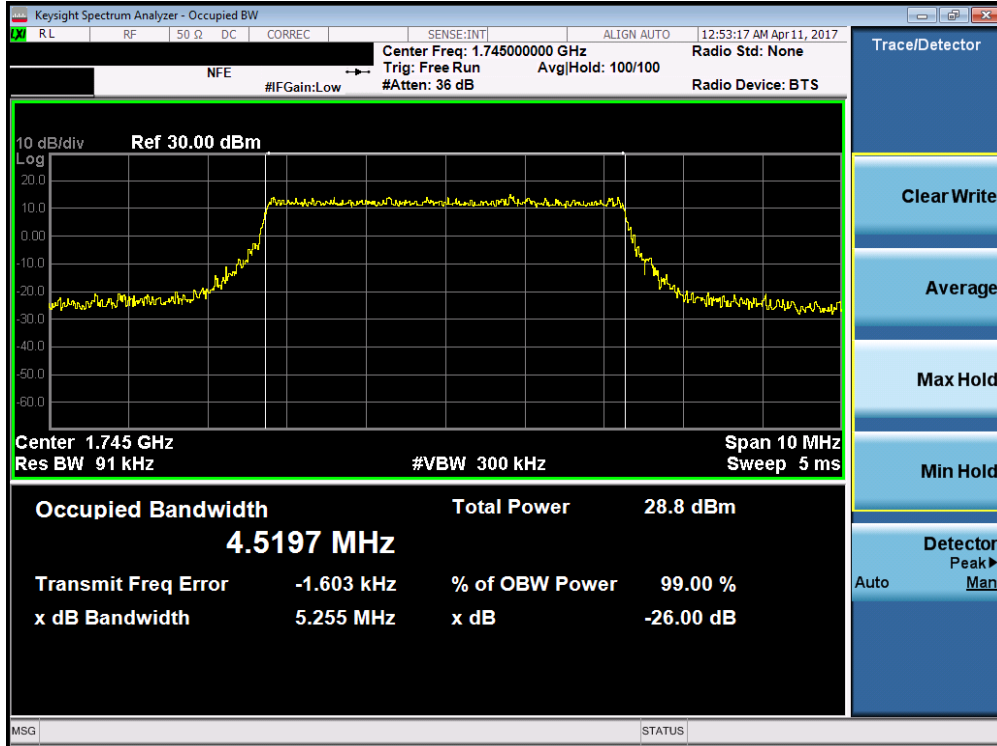 Keysight Spectrum Analyzer - Occupied BW
LXI RL RF 50 Ω DC CORREC SENSE:INT ALIGN AUTO 12:53:17 AM Apr 11, 2017
Center Freq: 1.745000000 GHz Radio Std: None
NFE Trig: Free Run Avg|Hold: 100/100
#IFGain:Low #Atten: 36 dB Radio Device: BTS
10 dB/div Ref 30.00 dBm
Log
20.0
10.0
0.00
-10.0
-20.0
-30.0
-40.0
-50.0
-60.0
Center 1.745 GHz Span 10 MHz
Res BW 91 kHz #VBW 300 kHz Sweep 5 ms
Occupied Bandwidth Total Power 28.8 dBm
4.5197 MHz
Transmit Freq Error -1.603 kHz % of OBW Power 99.00 %
x dB Bandwidth 5.255 MHz x dB -26.00 dB
MSG STATUS
Trace/Detector
Clear Write
Average
Max Hold
Min Hold
Detector
Peak▶
Auto Man